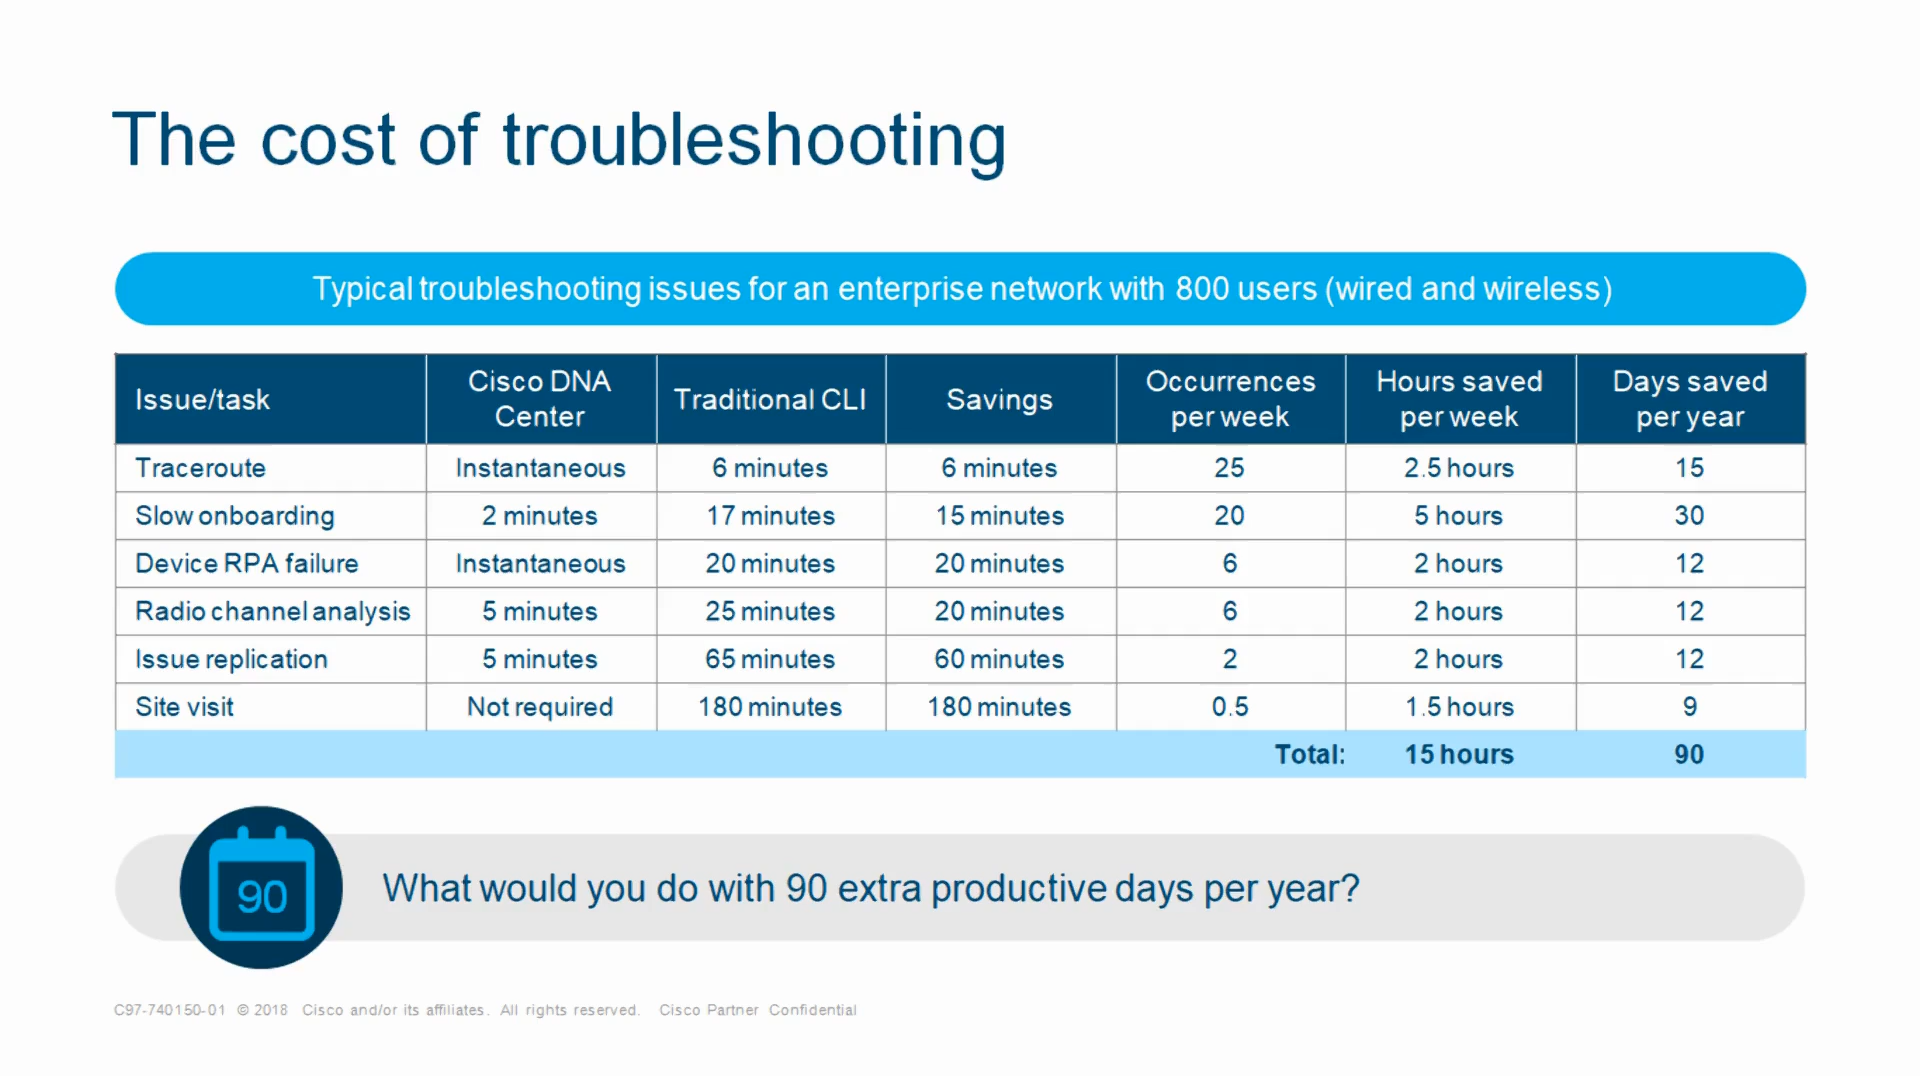 The cost of troubleshooting
Typical troubleshooting issues for an enterprise network with 800 users (wired and wireless)
Issue/task Cisco DNA Center Traditional CLI Savings Occurrences per week Hours saved per week Days saved per year
Traceroute Instantaneous 6 minutes 6 minutes 25 2.5 hours 15
Slow onboarding 2 minutes 17 minutes 15 minutes 20 5 hours 30
Device RPA failure Instantaneous 20 minutes 20 minutes 6 2 hours 12
Radio channel analysis 5 minutes 25 minutes 20 minutes 6 2 hours 12
Issue replication 5 minutes 65 minutes 60 minutes 2 2 hours 12
Site visit Not required 180 minutes 180 minutes 0.5 1.5 hours 9
Total: 15 hours 90
90
What would you do with 90 extra productive days per year?
C97-740150-01 © 2018 Cisco and/or its affiliates. All rights reserved. Cisco Partner Confidential